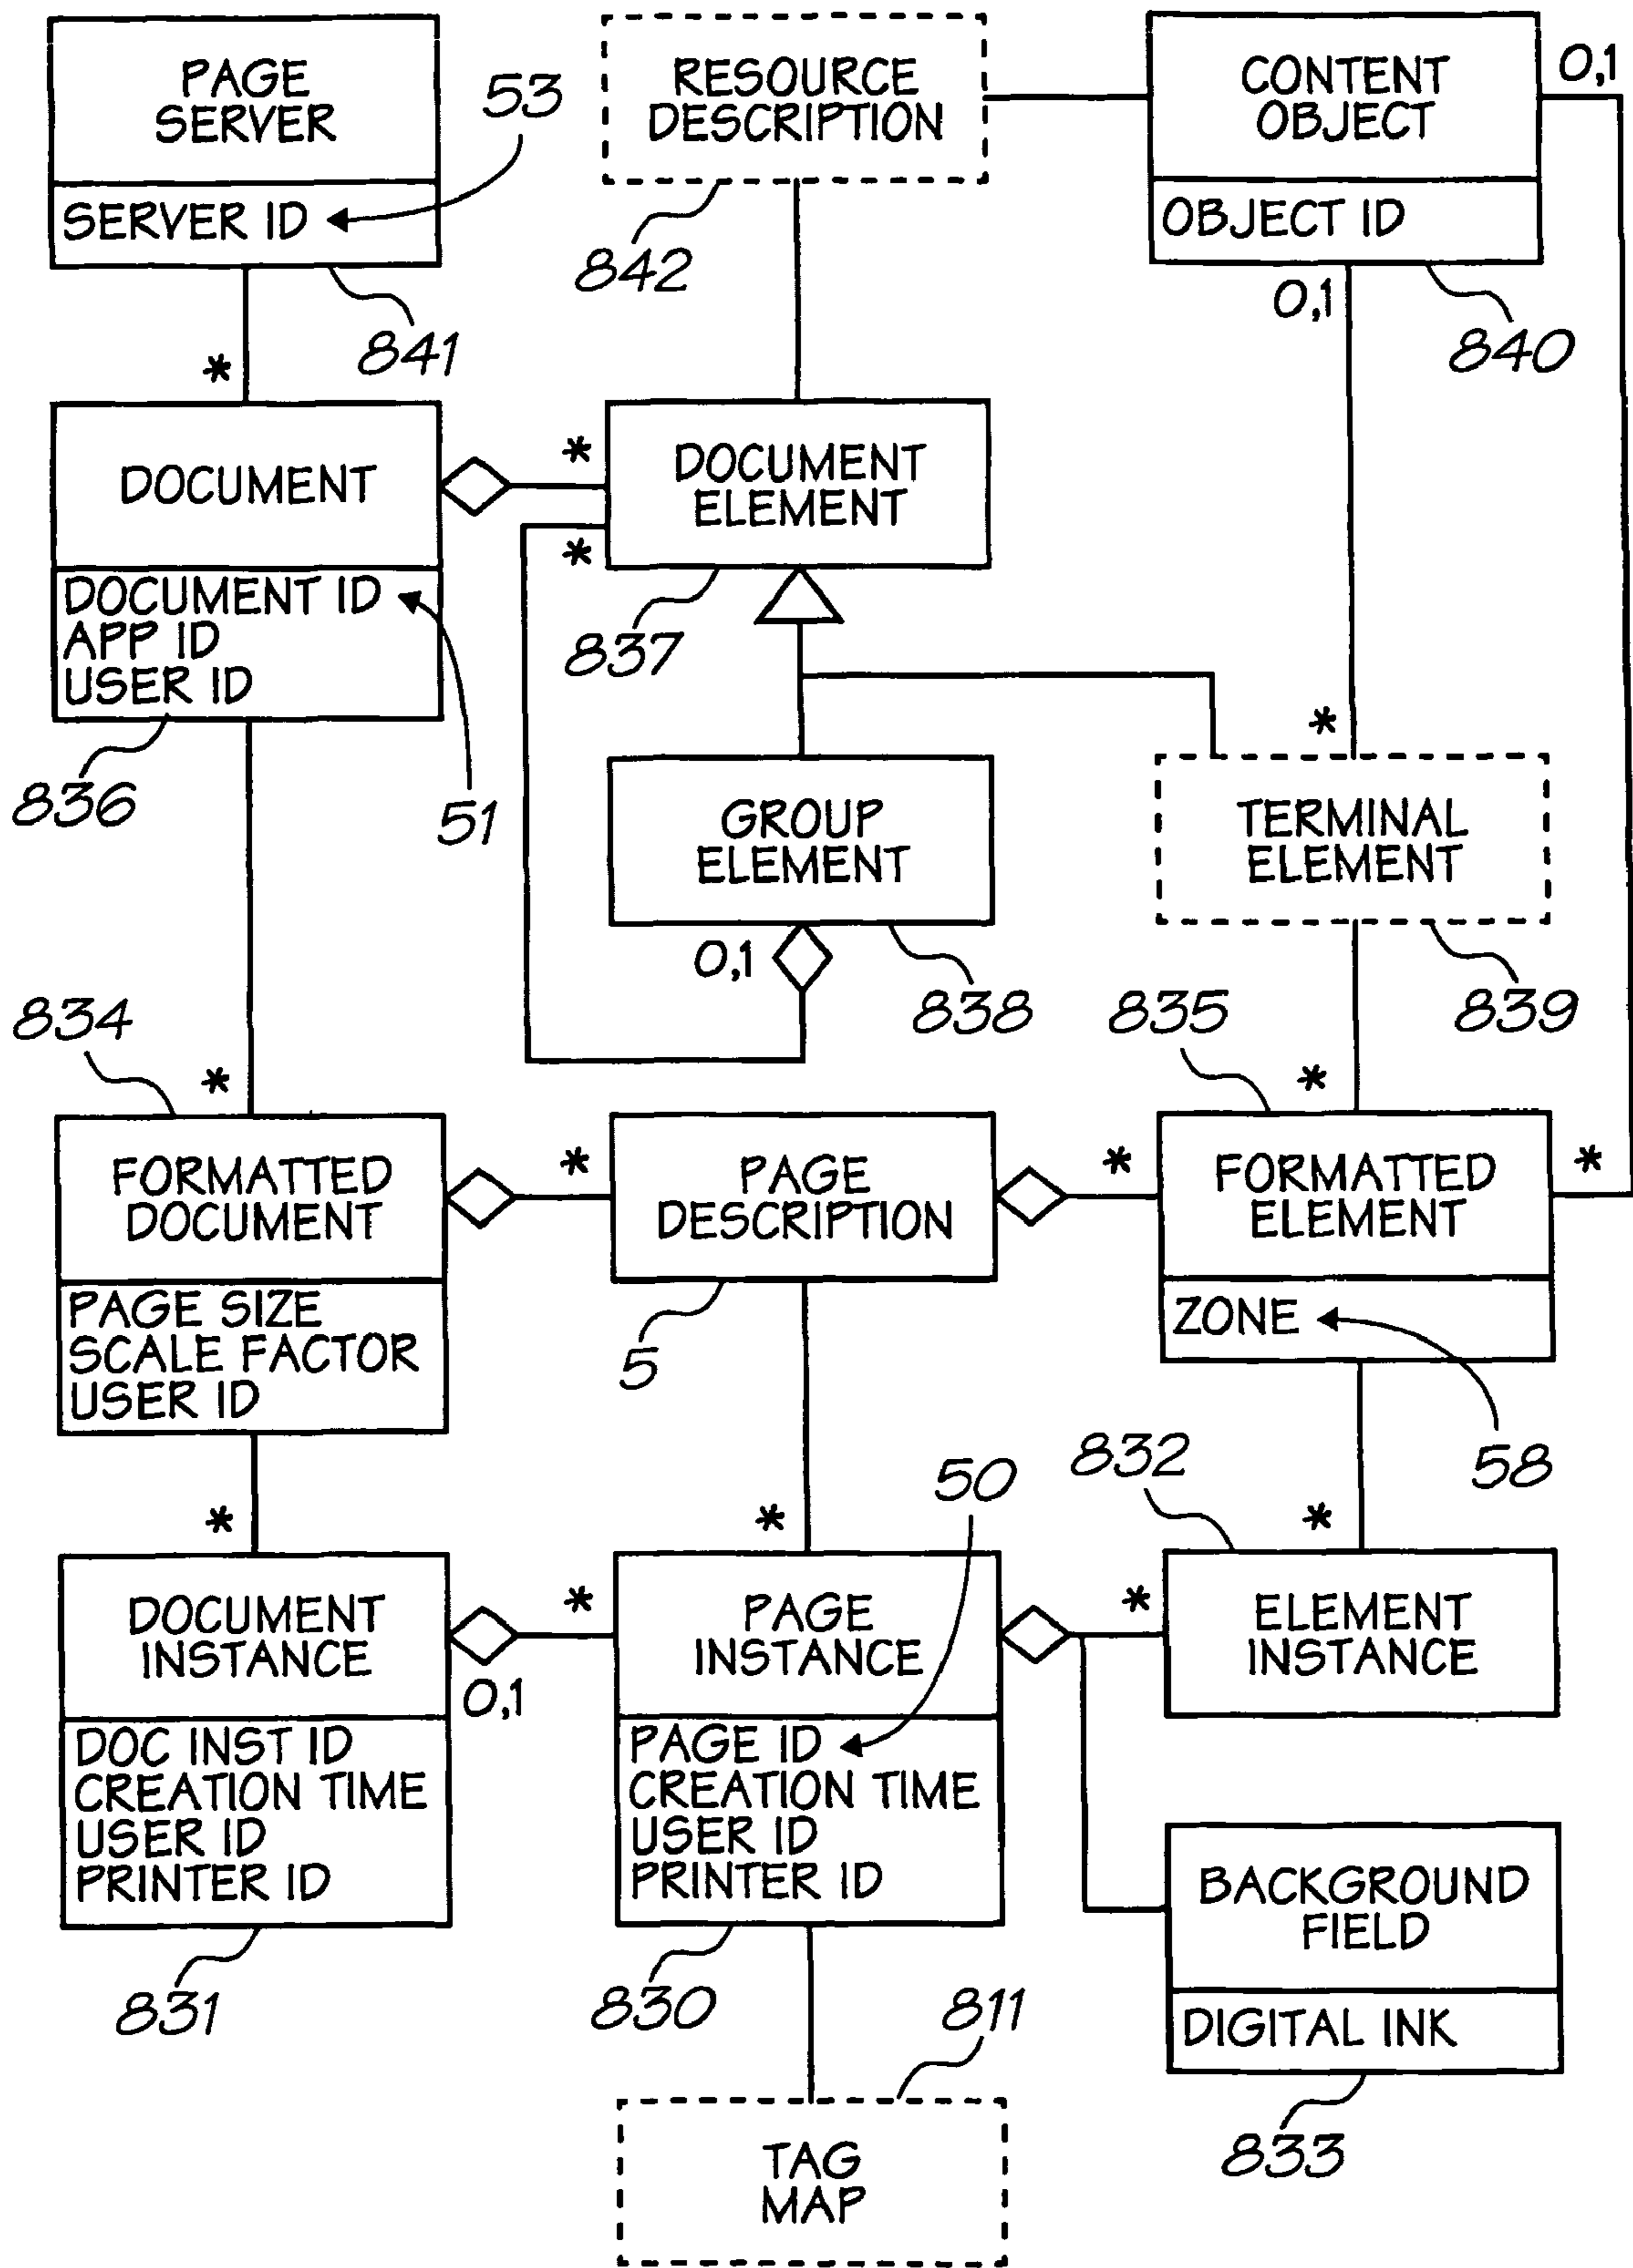 PAGE
SERVER
SERVER ID
53
841
RESOURCE
DESCRIPTION
842
CONTENT
OBJECT
OBJECT ID
0,1
0,1
840
*
DOCUMENT
DOCUMENT ID
APP ID
USER ID
836
51
*
*
DOCUMENT
ELEMENT
837
GROUP
ELEMENT
0,1
838
*
TERMINAL
ELEMENT
839
834
*
FORMATTED
DOCUMENT
PAGE SIZE
SCALE FACTOR
USER ID
*
PAGE
DESCRIPTION
5
835
*
*
*
FORMATTED
ELEMENT
ZONE
58
*
DOCUMENT
INSTANCE
0,1
DOC INST ID
CREATION TIME
USER ID
PRINTER ID
831
50
*
*
PAGE
INSTANCE
PAGE ID
CREATION TIME
USER ID
PRINTER ID
830
832
*
*
ELEMENT
INSTANCE
BACKGROUND
FIELD
DIGITAL INK
833
811
TAG
MAP